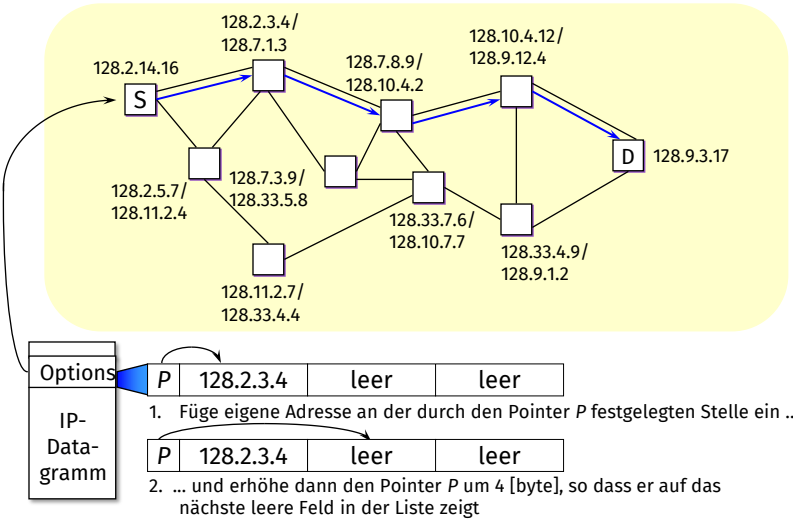 128.2.3.4/
128.7.1.3
128.10.4.12/
128.9.12.4
128.7.8.9/
128.10.4.2
128.2.14.16
S
D
128.9.3.17
128.2.5.7/
128.11.2.4
128.7.3.9/
128.33.5.8
128.33.7.6/
128.10.7.7
128.33.4.9/
128.9.1.2
128.11.2.7/
128.33.4.4
Options
IP-
Data-
gramm
P 128.2.3.4 leer leer
1. Füge eigene Adresse an der durch den Pointer P festgelegten Stelle ein ..
P 128.2.3.4 leer leer
2. ... und erhöhe dann den Pointer P um 4 [byte], so dass er auf das
nächste leere Feld in der Liste zeigt